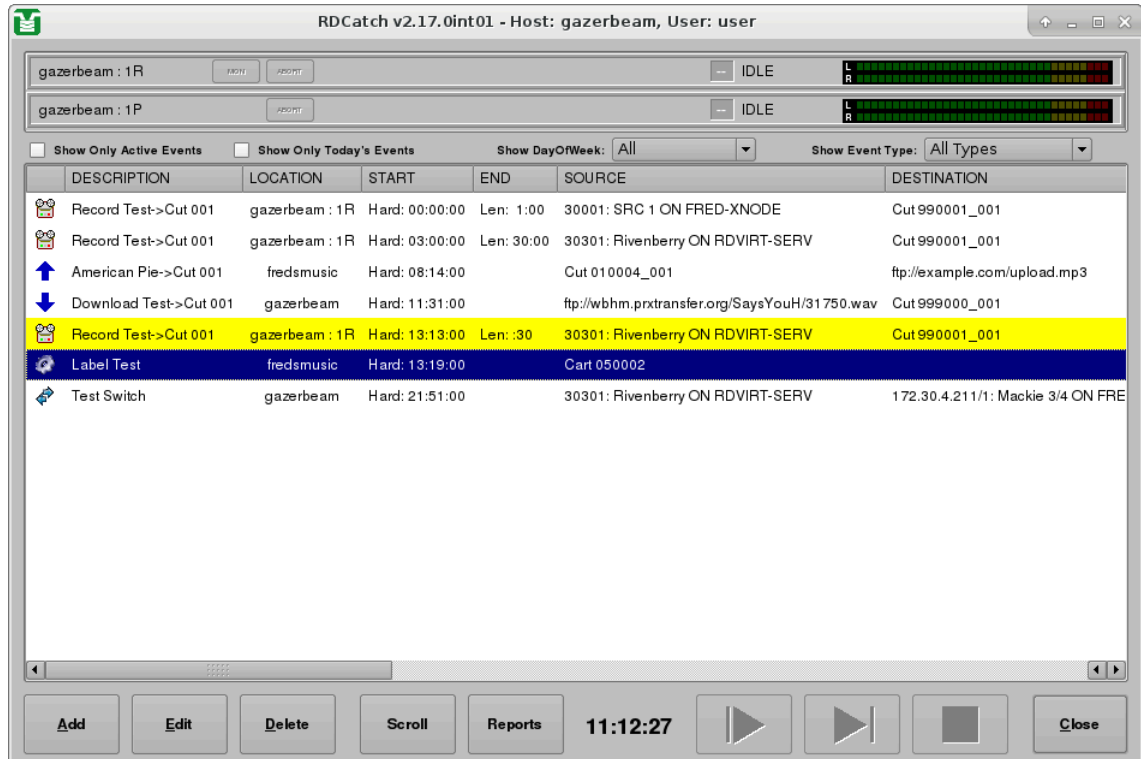 RDCatch v2.17.0int01 - Host: gazerbeam, User: user
gazerbeam : 1R MON ABORT -- IDLE L R
gazerbeam : 1P ABORT -- IDLE L R
Show Only Active Events Show Only Today's Events Show DayOfWeek: All Show Event Type: All Types
DESCRIPTION LOCATION START END SOURCE DESTINATION
Record Test->Cut 001 gazerbeam : 1R Hard: 00:00:00 Len: 1:00 30001: SRC 1 ON FRED-XNODE Cut 990001_001
Record Test->Cut 001 gazerbeam : 1R Hard: 03:00:00 Len: 30:00 30301: Rivenberry ON RDVIRT-SERV Cut 990001_001
American Pie->Cut 001 fredsmusic Hard: 08:14:00 Cut 010004_001 ftp://example.com/upload.mp3
Download Test->Cut 001 gazerbeam Hard: 11:31:00 ftp://wbhm.prxtransfer.org/SaysYouH/31750.wav Cut 999000_001
Record Test->Cut 001 gazerbeam : 1R Hard: 13:13:00 Len: :30 30301: Rivenberry ON RDVIRT-SERV Cut 990001_001
Label Test fredsmusic Hard: 13:19:00 Cart 050002
Test Switch gazerbeam Hard: 21:51:00 30301: Rivenberry ON RDVIRT-SERV 172.30.4.211/1: Mackie 3/4 ON FRE
Add Edit Delete Scroll Reports 11:12:27 Close